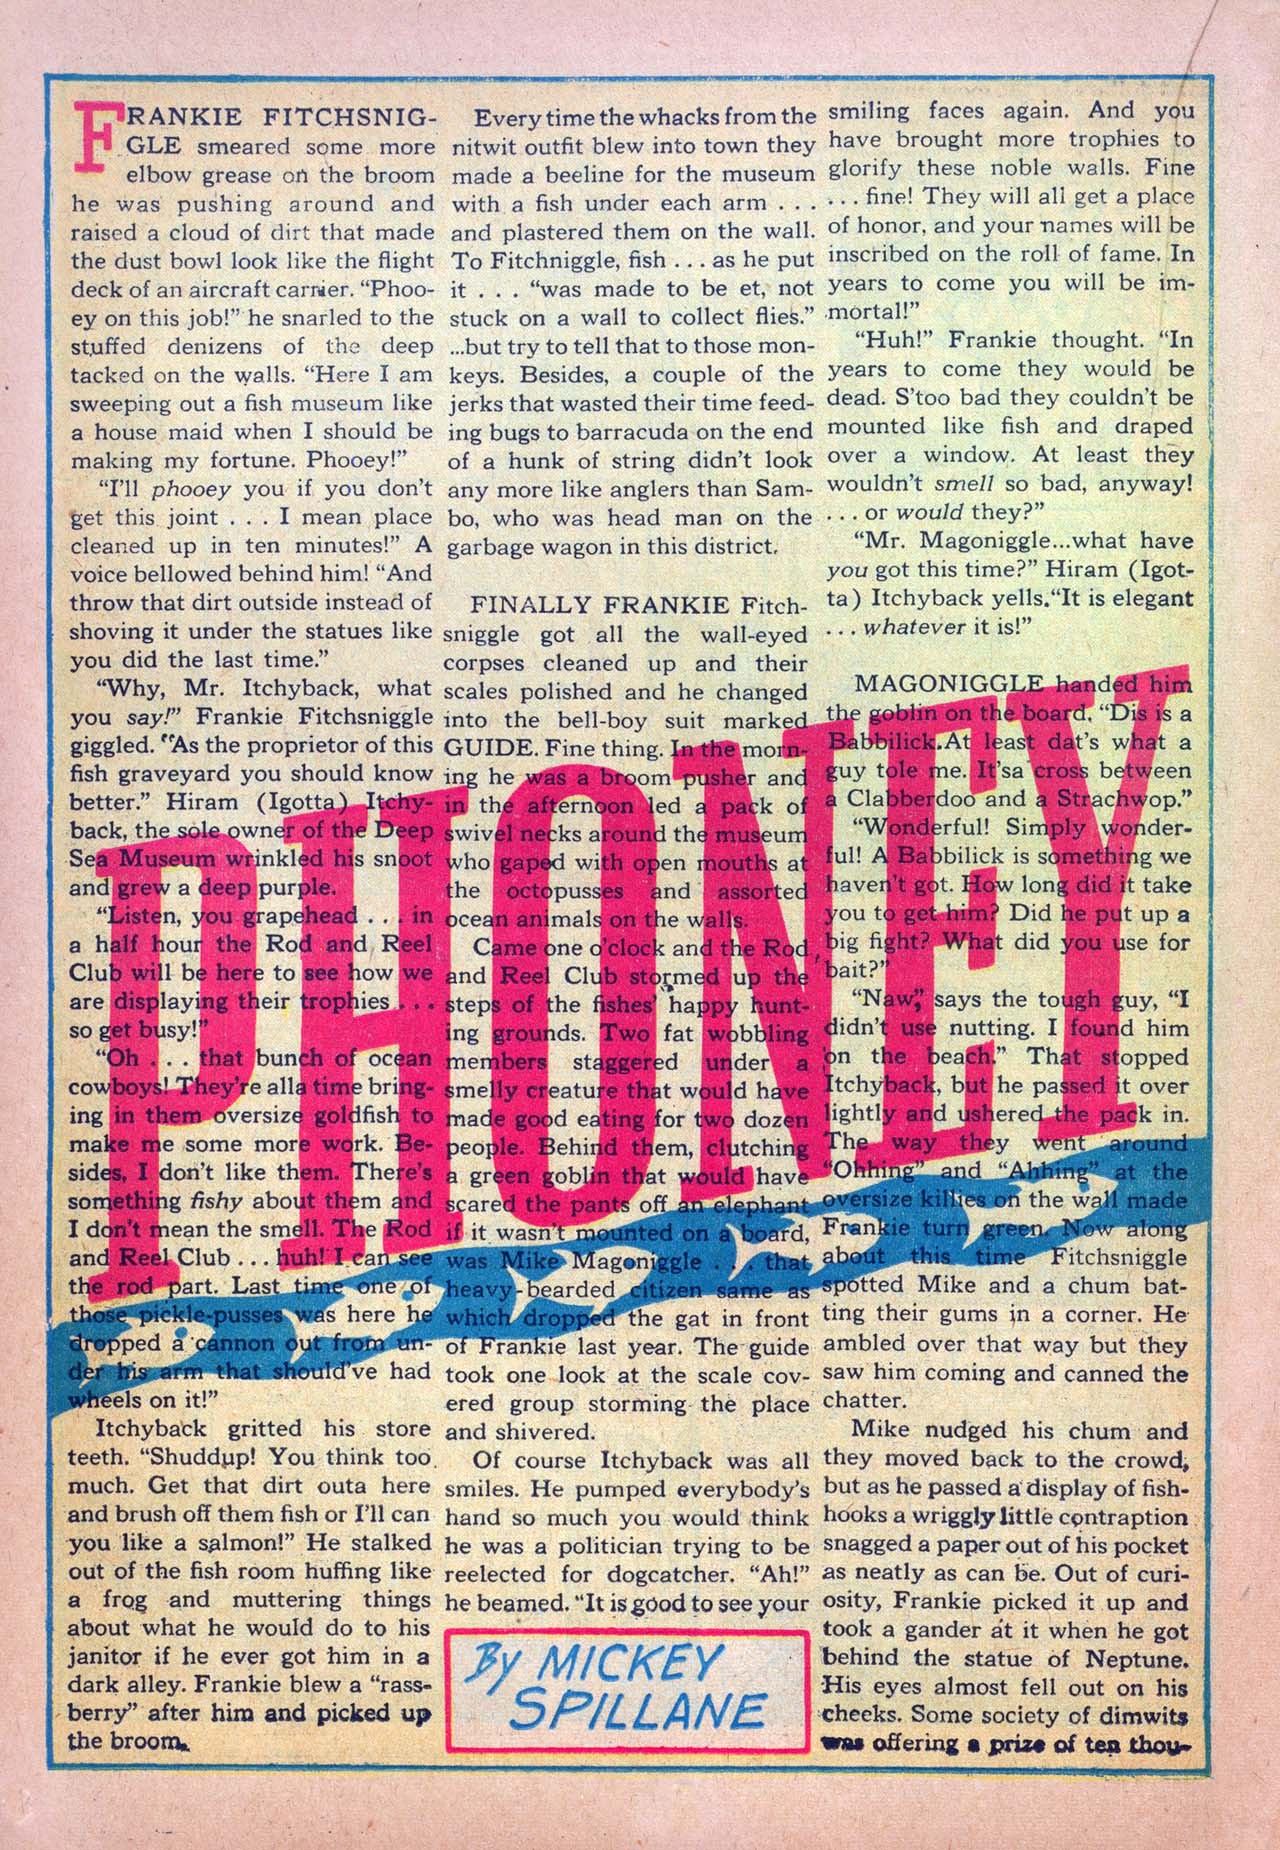 FRANKIE FITCHSNIG-
GLE smeared some more
elbow grease on the broom
he was pushing around and
raised a cloud of dirt that made
the dust bowl look like the flight
deck of an aircraft carrier. “Phoo-
ey on this job!” he snarled to the
stuffed denizens of the deep
tacked on the walls. “Here I am
sweeping out a fish museum like
a house maid when I should be
making my fortune. Phooey!”
“I’ll phooey you if you don’t
get this joint . . . I mean place
cleaned up in ten minutes!” A
voice bellowed behind him! “And
throw that dirt outside instead of
shoving it under the statues like
you did the last time.”
“Why, Mr. Itchyback, what
you say!” Frankie Fitchsniggle
giggled. “As the proprietor of this
fish graveyard you should know
better.” Hiram (Igotta) Itchy-
back, the sole owner of the Deep
Sea Museum wrinkled his snoot
and grew a deep purple.
“Listen, you grapehead . . . in
a half hour the Rod and Reel
Club will be here to see how we
are displaying their trophies . . .
so get busy!”
“Oh . . . that bunch of ocean
cowboys! They’re alla time bring-
ing in them oversize goldfish to
make me some more work. Be-
sides, I don’t like them. There’s
something fishy about them and
I don’t mean the smell. The Rod
and Reel Club . . . huh! I can see
the rod part. Last time one of
those pickle-pusses was here he
dropped a cannon out from un-
der his arm that should’ve had
wheels on it!”
Itchyback gritted his store
teeth. “Shuddup! You think too
much. Get that dirt outa here
and brush off them fish or I’ll can
you like a salmon!” He stalked
out of the fish room huffing like
a frog and muttering things
about what he would do to his
janitor if he ever got him in a
dark alley. Frankie blew a “rass-
berry” after him and picked up
the broom.
Every time the whacks from the
nitwit outfit blew into town they
made a beeline for the museum
with a fish under each arm . . .
and plastered them on the wall.
To Fitchniggle, fish . . . as he put
it . . . “was made to be et, not
stuck on a wall to collect flies.”
...but try to tell that to those mon-
keys. Besides, a couple of the
jerks that wasted their time feed-
ing bugs to barracuda on the end
of a hunk of string didn’t look
any more like anglers than Sam-
bo, who was head man on the
garbage wagon in this district.
FINALLY FRANKIE Fitch-
sniggle got all the wall-eyed
corpses cleaned up and their
scales polished and he changed
into the bell-boy suit marked
GUIDE. Fine thing. In the morn-
ing he was a broom pusher and
in the afternoon led a pack of
swivel necks around the museum
who gaped with open mouths at
the octopusses and assorted
ocean animals on the walls.
Came one o’clock and the Rod
and Reel Club stormed up the
steps of the fishes’ happy hunt-
ing grounds. Two fat wobbling
members staggered under a
smelly creature that would have
made good eating for two dozen
people. Behind them, clutching
a green goblin that would have
scared the pants off an elephant
if it wasn’t mounted on a board,
was Mike Magoniggle . . . that
heavy-bearded citizen same as
which dropped the gat in front
of Frankie last year. The guide
took one look at the scale cov-
ered group storming the place
and shivered.
Of course Itchyback was all
smiles. He pumped everybody’s
hand so much you would think
he was a politician trying to be
reelected for dogcatcher. “Ah!”
he beamed. “It is good to see your
By MICKEY
SPILLANE
smiling faces again. And you
have brought more trophies to
glorify these noble walls. Fine
. . . fine! They will all get a place
of honor, and your names will be
inscribed on the roll of fame. In
years to come you will be im-
mortal!”
“Huh!” Frankie thought. “In
years to come they would be
dead. S’too bad they couldn’t be
mounted like fish and draped
over a window. At least they
wouldn’t smell so bad, anyway!
. . . or would they?”
“Mr. Magoniggle...what have
you got this time?” Hiram (Igot-
ta) Itchyback yells. “It is elegant
. . . whatever it is!”
MAGONIGGLE handed him
the goblin on the board. “Dis is a
Babbilick. At least dat’s what a
guy tole me. It’sa cross between
a Clabberdoo and a Strachwop.”
“Wonderful! Simply wonder-
ful! A Babbilick is something we
haven’t got. How long did it take
you to get him? Did he put up a
big fight? What did you use for
bait?”
“Naw,” says the tough guy, “I
didn’t use nutting. I found him
on the beach.” That stopped
Itchyback, but he passed it over
lightly and ushered the pack in.
The way they went around
“Ohhing” and “Ahhing” at the
oversize killies on the wall made
Frankie turn green. Now along
about this time Fitchsniggle
spotted Mike and a chum bat-
ting their gums in a corner. He
ambled over that way but they
saw him coming and canned the
chatter.
Mike nudged his chum and
they moved back to the crowd,
but as he passed a display of fish-
hooks a wriggly little contraption
snagged a paper out of his pocket
as neatly as can be. Out of curi-
osity, Frankie picked it up and
took a gander at it when he got
behind the statue of Neptune.
His eyes almost fell out on his
cheeks. Some society of dimwits
was offering a prize of ten thou-
PHONEY